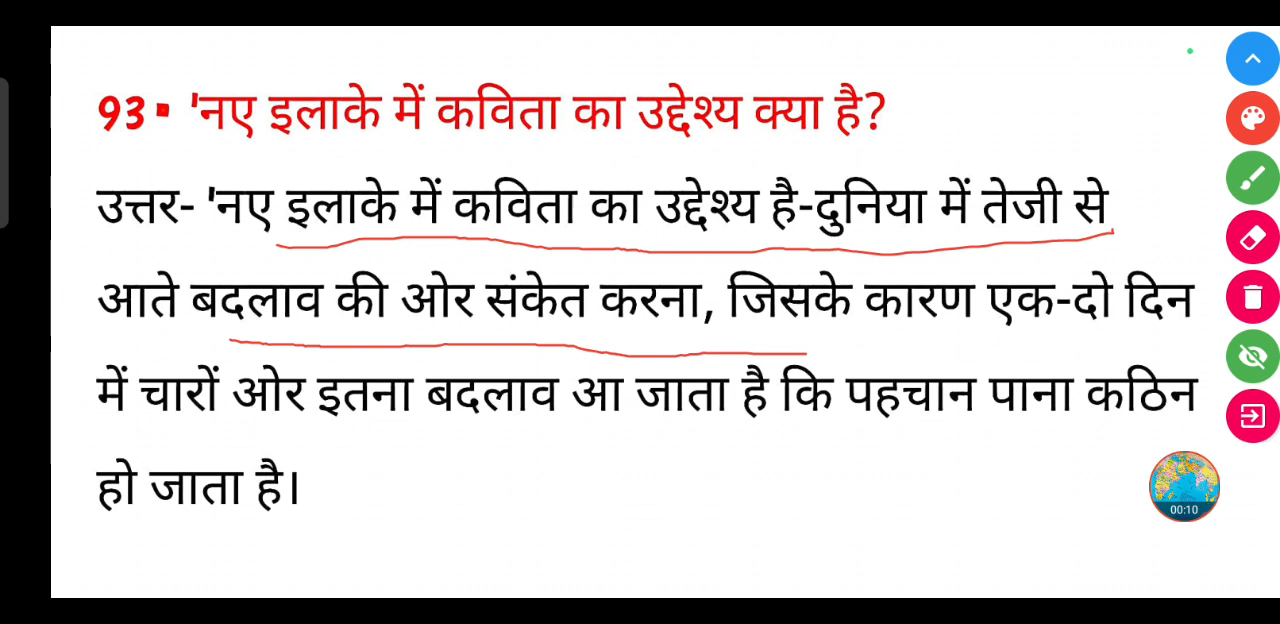 93. 'नए इलाके में कविता का उद्देश्य क्या है?
उत्तर- 'नए इलाके में कविता का उद्देश्य है-दुनिया में तेजी से
आते बदलाव की ओर संकेत करना, जिसके कारण एक-दो दिन
में चारों ओर इतना बदलाव आ जाता है कि पहचान पाना कठिन
हो जाता है।
00:10